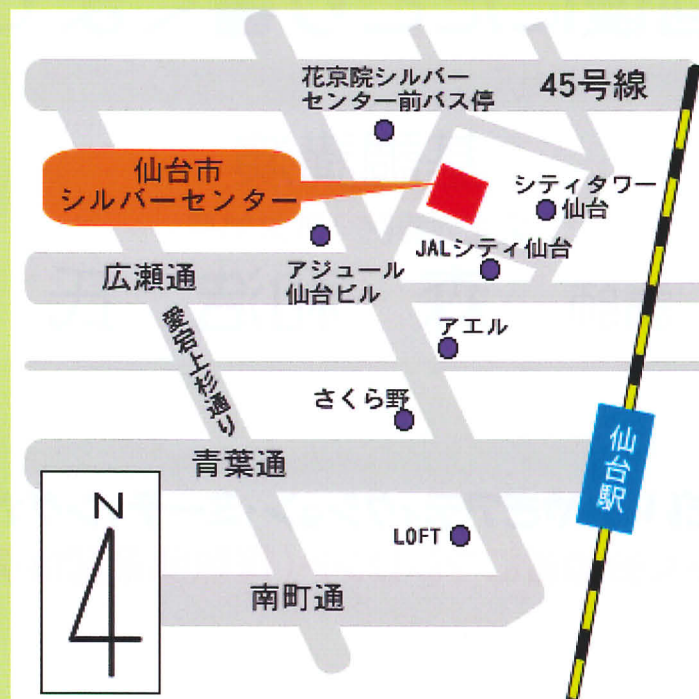 花京院シルバー
センター前バス停
45号線
仙台市
シルバーセンター
シティタワー
仙台
JALシティ仙台
アジュール
仙台ビル
広瀬通
愛宕上杉通り
アエル
さくら野
青葉通
仙台駅
N
LOFT
南町通